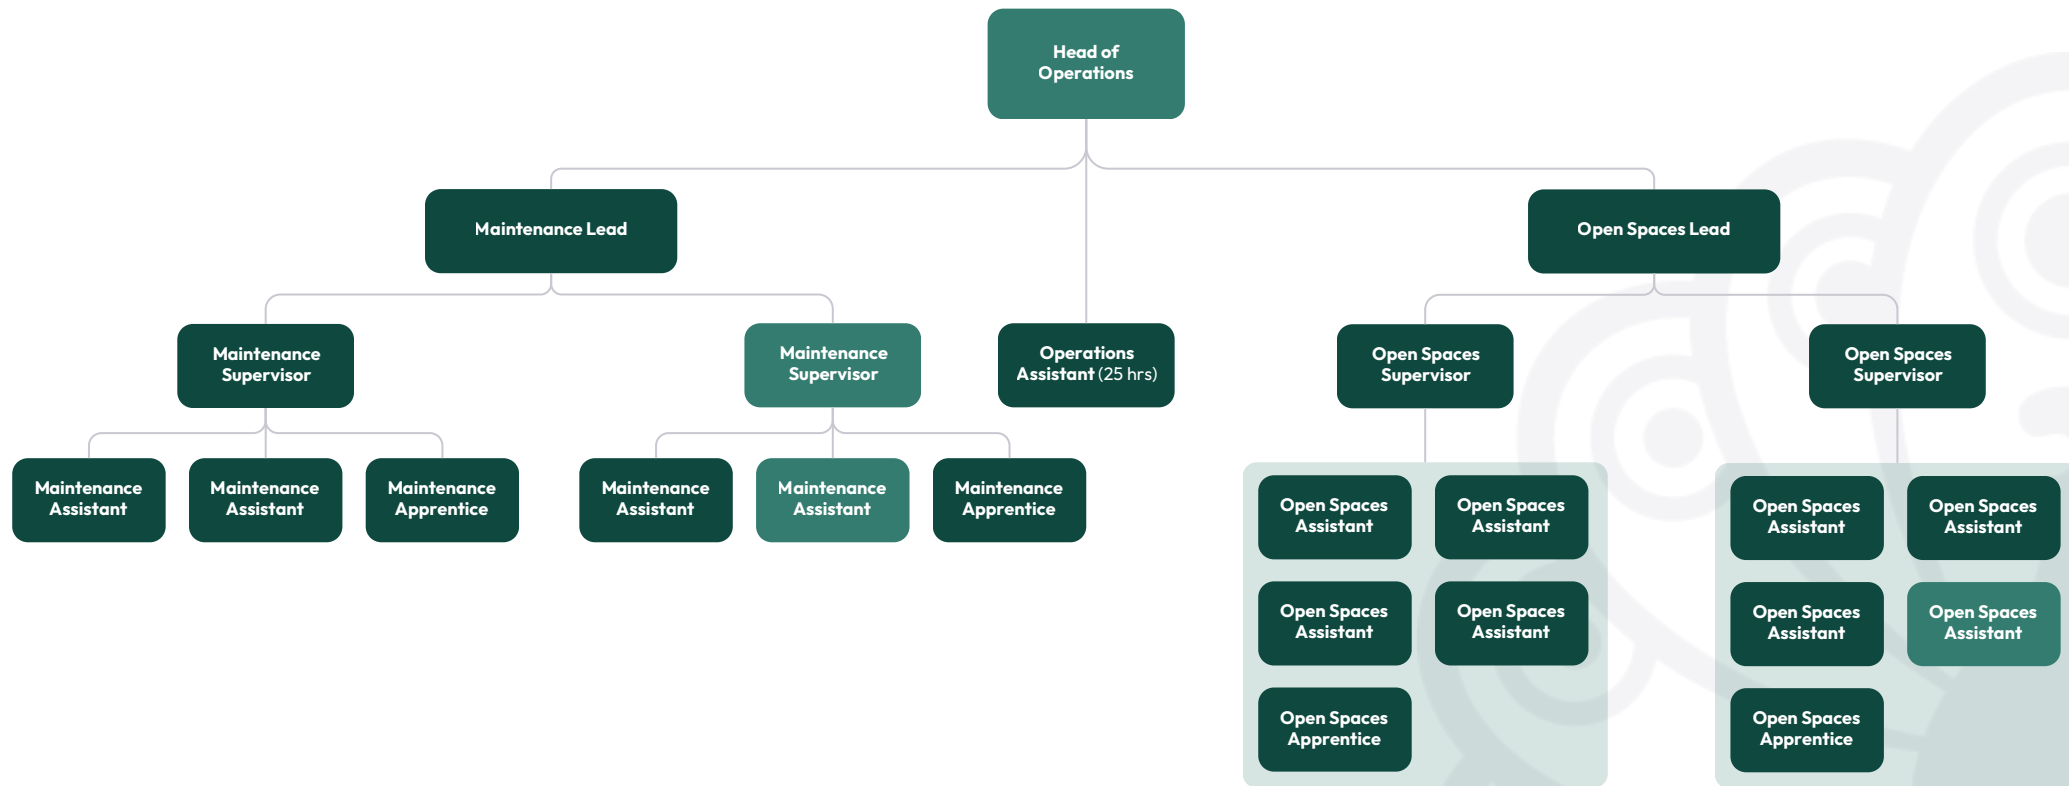 Head of
Operations
Maintenance Lead
Open Spaces Lead
Maintenance
Supervisor
Maintenance
Supervisor
Operations
Assistant (25 hrs)
Open Spaces
Supervisor
Open Spaces
Supervisor
Maintenance
Assistant
Maintenance
Assistant
Maintenance
Apprentice
Maintenance
Assistant
Maintenance
Assistant
Maintenance
Apprentice
Open Spaces
Assistant
Open Spaces
Assistant
Open Spaces
Assistant
Open Spaces
Assistant
Open Spaces
Apprentice
Open Spaces
Assistant
Open Spaces
Assistant
Open Spaces
Assistant
Open Spaces
Assistant
Open Spaces
Apprentice